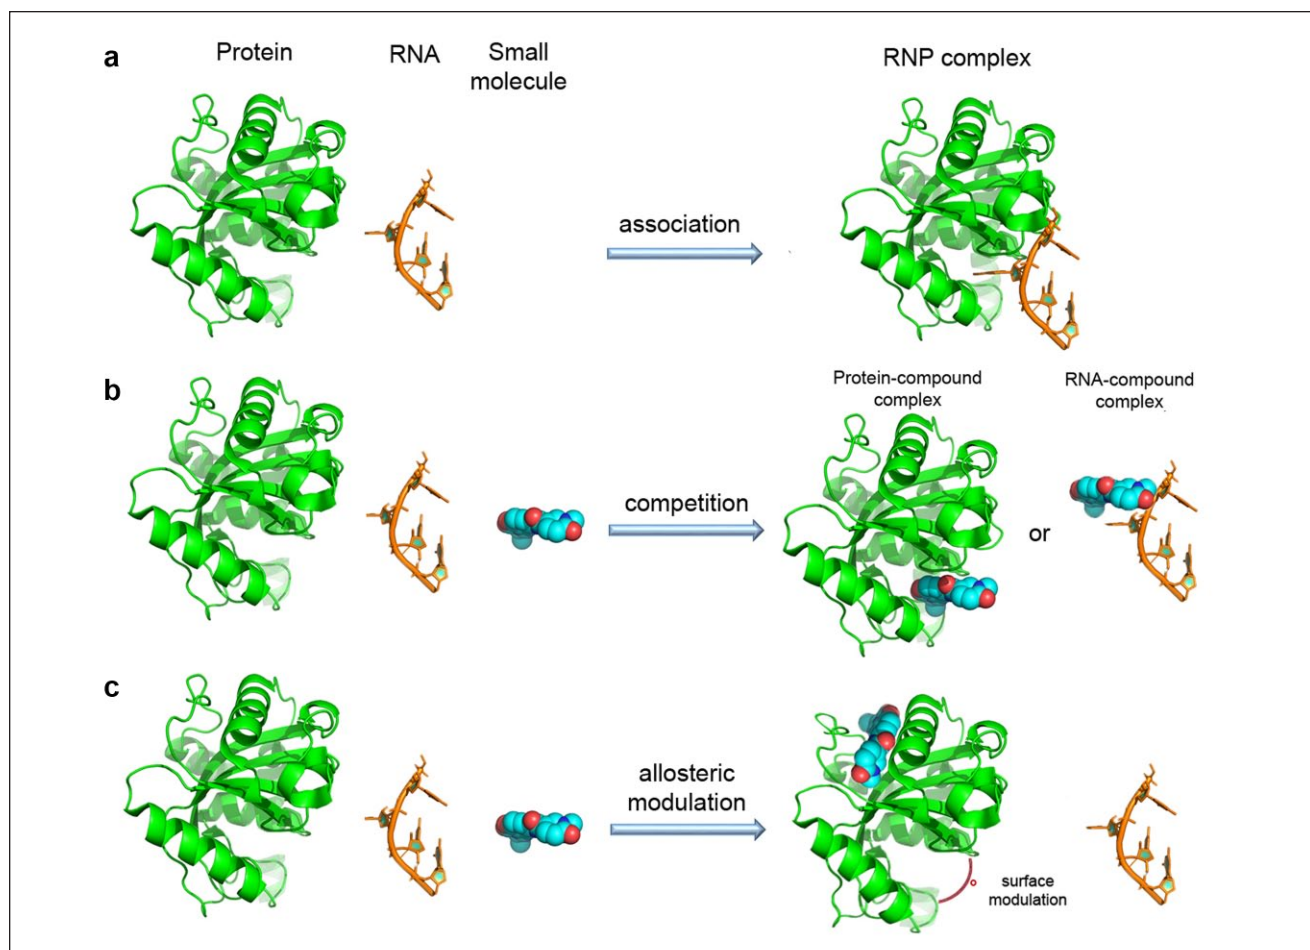 a
Protein
RNA
Small
molecule
RNP complex
association
b
Protein-compound
complex
RNA-compound
complex
competition
or
c
allosteric
modulation
surface
modulation